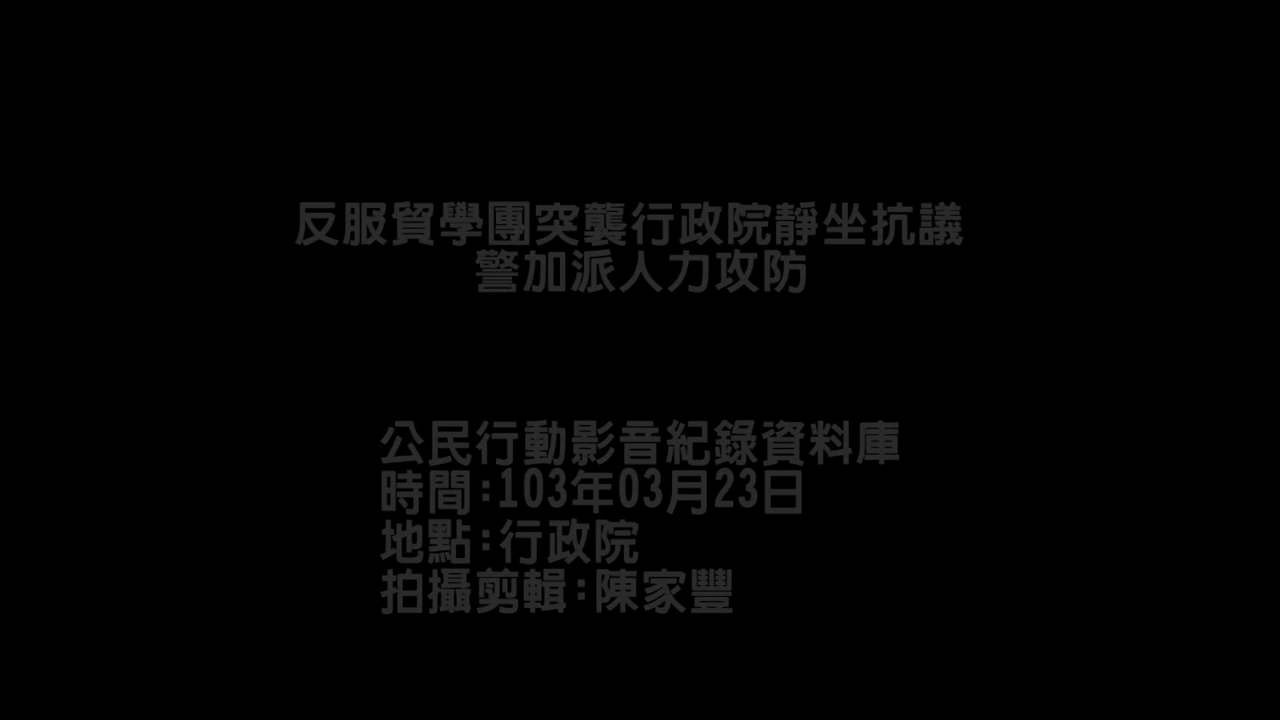 反服貿學團突襲行政院靜坐抗議
警加派人力攻防
公民行動影音紀錄資料庫
時間:103年03月23日
地點:行政院
拍攝剪輯:陳家豐